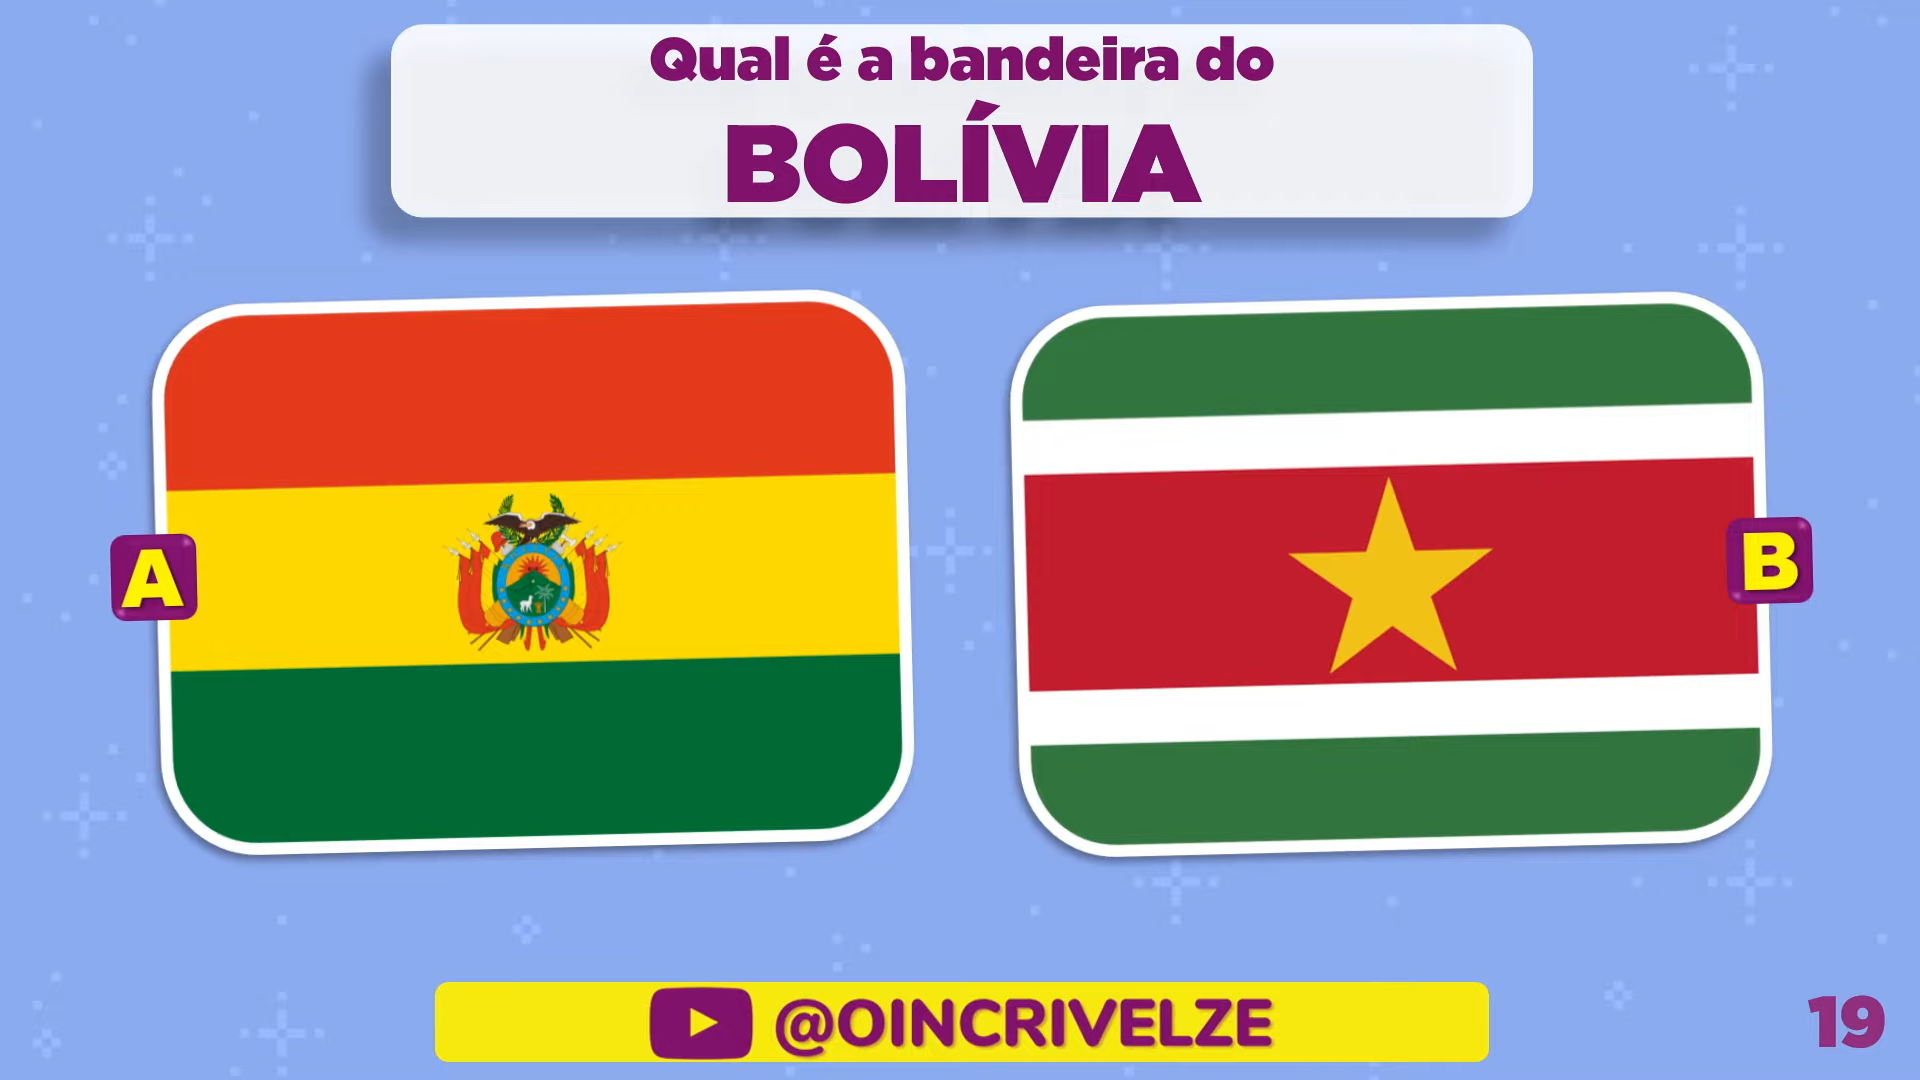 Qual é a bandeira do
BOLÍVIA
A
B
@OINCRIVELZE
19